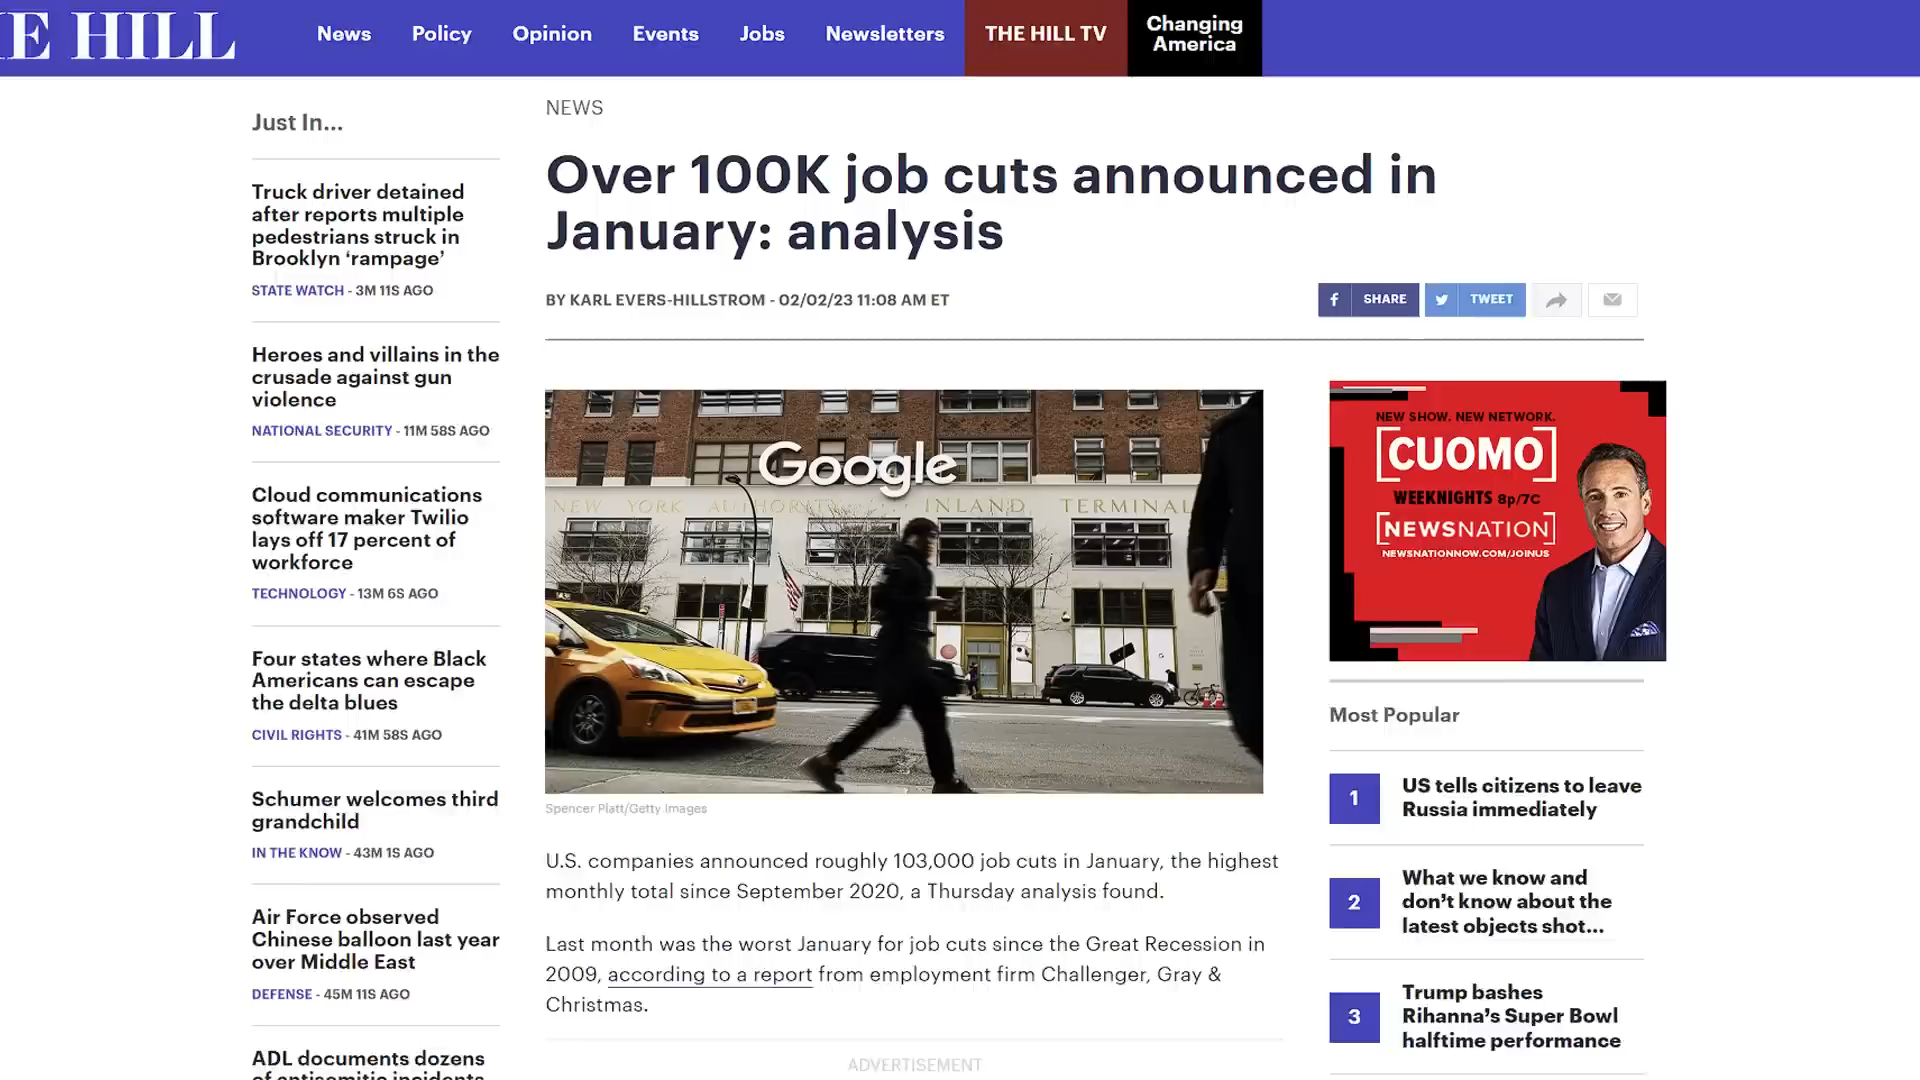 E HILL
News
Policy
Opinion
Events
Jobs
Newsletters
THE HILL TV
Changing
America
Just In...
Truck driver detained
after reports multiple
pedestrians struck in
Brooklyn ‘rampage’
STATE WATCH - 3M 11S AGO
Heroes and villains in the
crusade against gun
violence
NATIONAL SECURITY - 11M 58S AGO
Cloud communications
software maker Twilio
lays off 17 percent of
workforce
TECHNOLOGY - 13M 6S AGO
Four states where Black
Americans can escape
the delta blues
CIVIL RIGHTS - 41M 58S AGO
Schumer welcomes third
grandchild
IN THE KNOW - 43M 1S AGO
Air Force observed
Chinese balloon last year
over Middle East
DEFENSE - 45M 11S AGO
ADL documents dozens
of antisemitic incidents
NEWS
Over 100K job cuts announced in
January: analysis
BY KARL EVERS-HILLSTROM - 02/02/23 11:08 AM ET
SHARE
TWEET
Google
NEW YORK AUTHORITY INLAND TERMINAL
Spencer Platt/Getty Images
U.S. companies announced roughly 103,000 job cuts in January, the highest
monthly total since September 2020, a Thursday analysis found.
Last month was the worst January for job cuts since the Great Recession in
2009, according to a report from employment firm Challenger, Gray &
Christmas.
ADVERTISEMENT
NEW SHOW. NEW NETWORK.
[CUOMO]
WEEKNIGHTS 8p/7C
[NEWSNATION]
NEWSNATIONNOW.COM/JOINUS
Most Popular
1
US tells citizens to leave
Russia immediately
2
What we know and
don’t know about the
latest objects shot...
3
Trump bashes
Rihanna’s Super Bowl
halftime performance